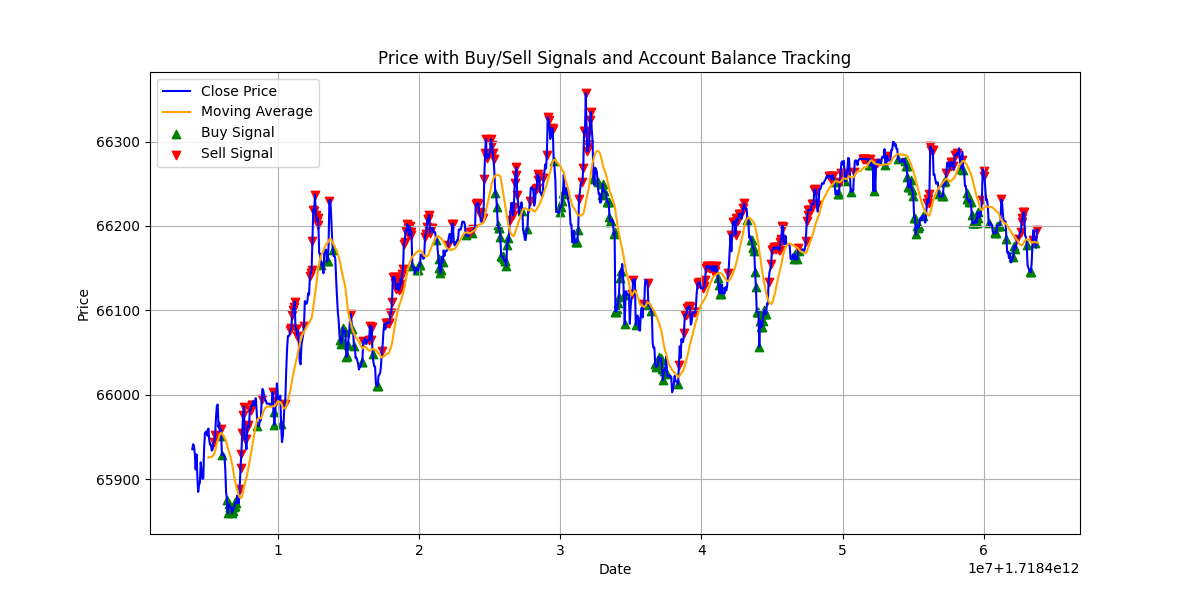 Price with Buy/Sell Signals and Account Balance Tracking
Close Price
Moving Average
Buy Signal
Sell Signal
66300
66200
66100
66000
65900
Price
1 2 3 4 5 6
Date
1e7+1.7184e12